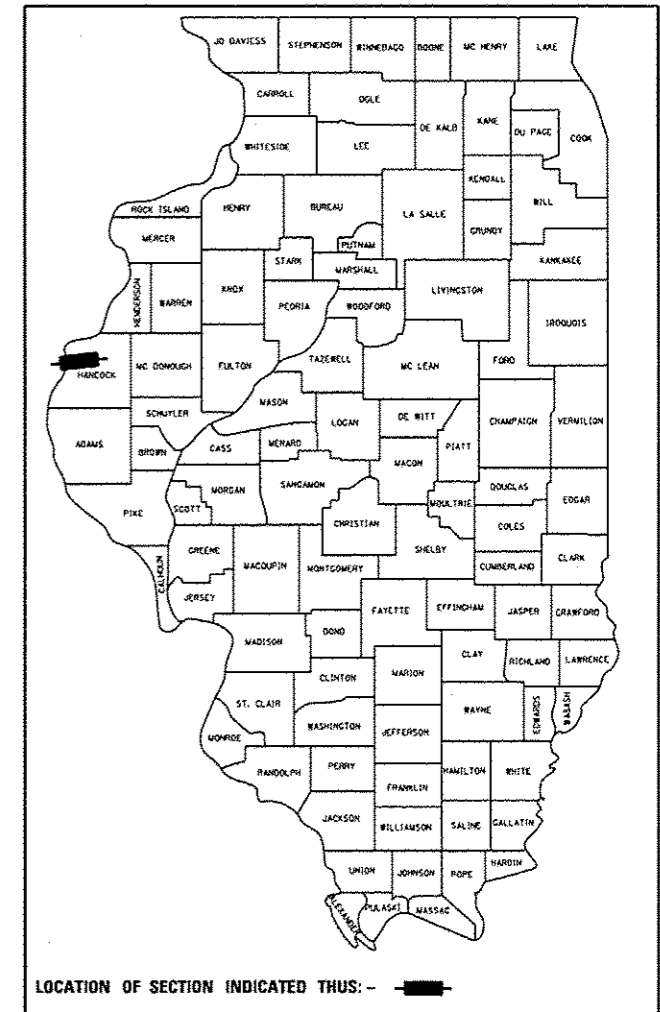 JO DAVIESS STEPHENSON WINNEBAGO BOONE MC HENRY LAKE
CARROLL OGLE DE KALB KANE DU PAGE COOK
WHITESIDE LEE
KENDALL WILL
ROCK ISLAND HENRY BUREAU LA SALLE GRUNDY
MERCER PUTNAM KANKAKEE
STARK MARSHALL
HENDERSON WARREN KNOX PEORIA WOODFORD LIVINGSTON IROQUOIS
HANCOCK MC DONOUGH FULTON TAZEWELL MC LEAN FORD
MASON
SCHUYLER LOGAN DE WITT CHAMPAIGN VERMILION
ADAMS BROWN CASS MENARD MACON PIATT
MORGAN SANGAMON DOUGLAS
PIKE SCOTT CHRISTIAN MOULTRIE COLES EDGAR
GREENE SHELBY
CALHOUN MACOUPIN MONTGOMERY CUMBERLAND CLARK
JERSEY FAYETTE EFFINGHAM JASPER CRAWFORD
MADISON BOND
CLAY RICHLAND LAWRENCE
CLINTON MARION
ST. CLAIR WAYNE EDWARDS WABASH
WASHINGTON JEFFERSON
MONROE
RANDOLPH PERRY HAMILTON WHITE
FRANKLIN
JACKSON WILLIAMSON SALINE GALLATIN
UNION JOHNSON POPE HARDIN
ALEXANDER PULASKI MASSAC
LOCATION OF SECTION INDICATED THUS: -